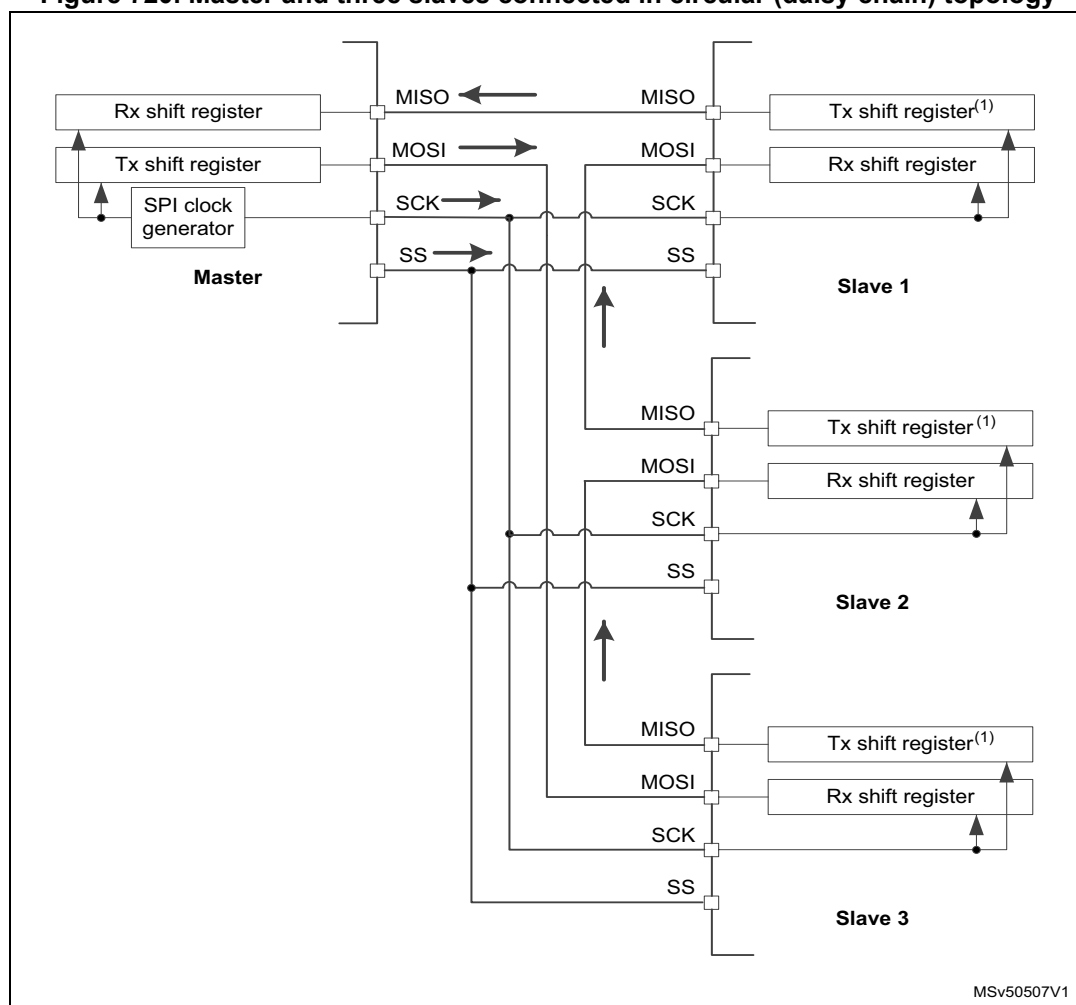 Figure 720. Master and three slaves connected in circular (daisy chain) topology
MISO
MISO
Rx shift register
Tx shift register(1)
MOSI
MOSI
Tx shift register
Rx shift register
SCK
SCK
SPI clock
generator
SS
SS
Master
Slave 1
MISO
Tx shift register(1)
MOSI
Rx shift register
SCK
SS
Slave 2
MISO
Tx shift register(1)
MOSI
Rx shift register
SCK
SS
Slave 3
MSv50507V1